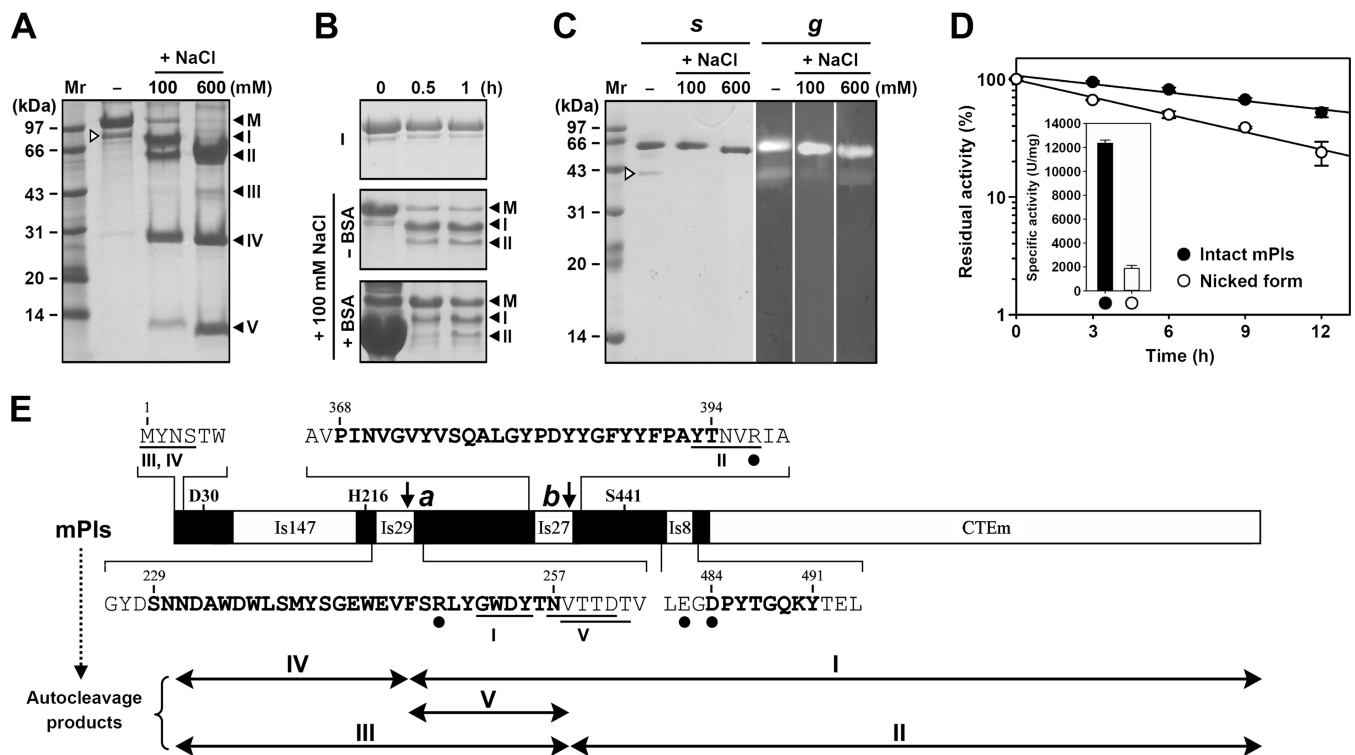 A
+ NaCl
Mr – 100 600 (mM)
(kDa)
97
66
43
31
20
14
M
I
II
III
IV
V
B
0 0.5 1 (h)
I
+ 100 mM NaCl
– BSA
M
I
II
+ BSA
M
I
II
C
s g
+ NaCl + NaCl
Mr – 100 600 – 100 600 (mM)
(kDa)
97
66
43
31
20
14
D
Residual activity (%)
100
10
1
0 3 6 9 12
Time (h)
Specific activity (U/mg)
14000
12000
10000
8000
6000
4000
2000
0
Intact mPls
Nicked form
E
1 368 394
MYNSTW AVPINVGVYVSQALGYPDYYGFYYFPAYTNVRIA
III, IV II
D30 H216 a b S441
mPls Is147 Is29 Is27 Is8 CTEm
229 257 484 491
GYDSNNDAWDWLSMYSGEWEVFSRLYGWDYTNVTTDTV LEGDPYTGQKYTEL
I V
IV I
Autocleavage
products
V
III II